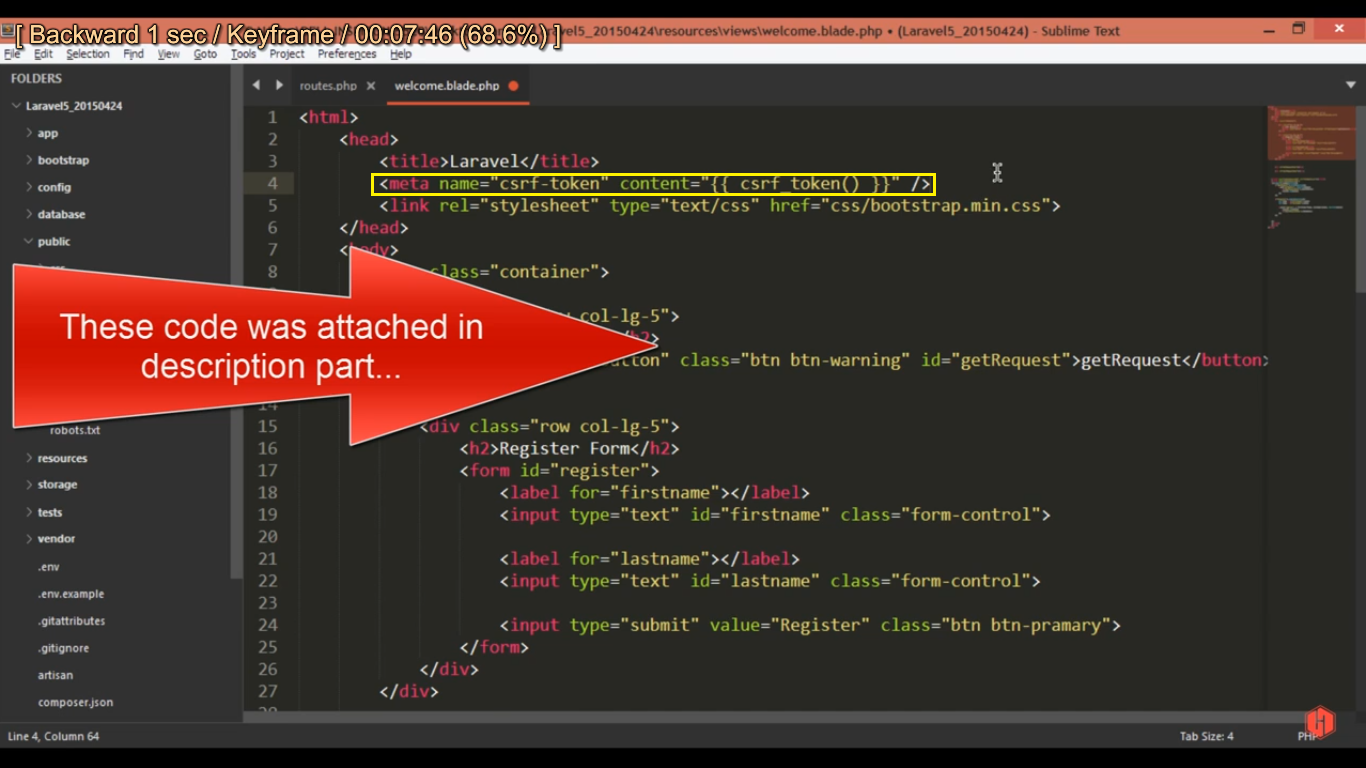 [ Backward 1 sec / Keyframe / 00:07:46 (68.6%) ]
vel5_20150424\resources\views\welcome.blade.php • (Laravel5_20150424) - Sublime Text
File Edit Selection Find View Goto Tools Project Preferences Help
FOLDERS
routes.php welcome.blade.php
Laravel5_20150424
app
bootstrap
config
database
public
robots.txt
resources
storage
tests
vendor
.env
.env.example
.gitattributes
.gitignore
artisan
composer.json
1 <html>
2 <head>
3 <title>Laravel</title>
4 <meta name="csrf-token" content="{{ csrf_token() }}" />
5 <link rel="stylesheet" type="text/css" href="css/bootstrap.min.css">
6 </head>
7 <body>
8 class="container">
col-lg-5">
h2>
" class="btn btn-warning" id="getRequest">getRequest</button>
These code was attached in
description part...
14
15 <div class="row col-lg-5">
16 <h2>Register Form</h2>
17 <form id="register">
18 <label for="firstname"></label>
19 <input type="text" id="firstname" class="form-control">
20
21 <label for="lastname"></label>
22 <input type="text" id="lastname" class="form-control">
23
24 <input type="submit" value="Register" class="btn btn-pramary">
25 </form>
26 </div>
27 </div>
Line 4, Column 64
Tab Size: 4
PH